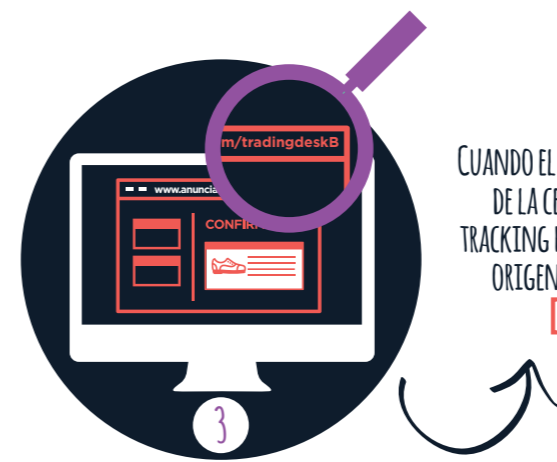 m/tradingdeskB
www.anuncia
CONFIR
3
CUANDO EL
DE LA CE
TRACKING
ORIGEN